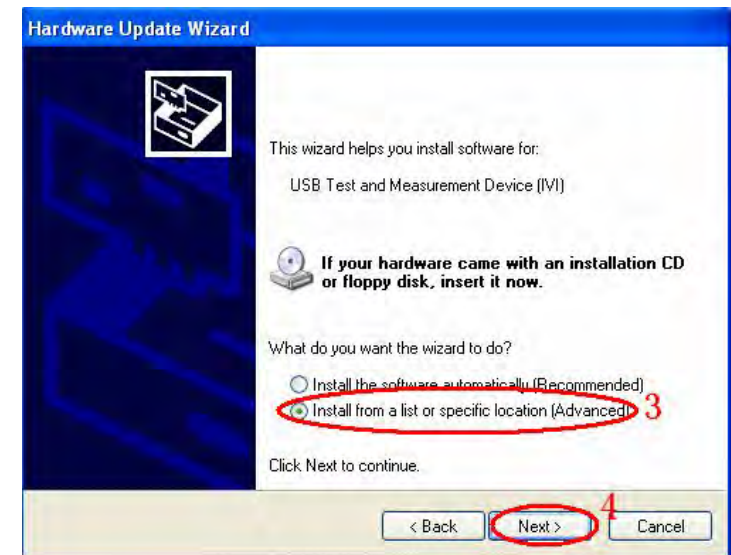 Hardware Update Wizard
This wizard helps you install software for:
USB Test and Measurement Device (IVI)
If your hardware came with an installation CD
or floppy disk, insert it now.
What do you want the wizard to do?
Install the software automatically (Recommended)
Install from a list or specific location (Advanced) 3
Click Next to continue.
4
< Back Next > Cancel